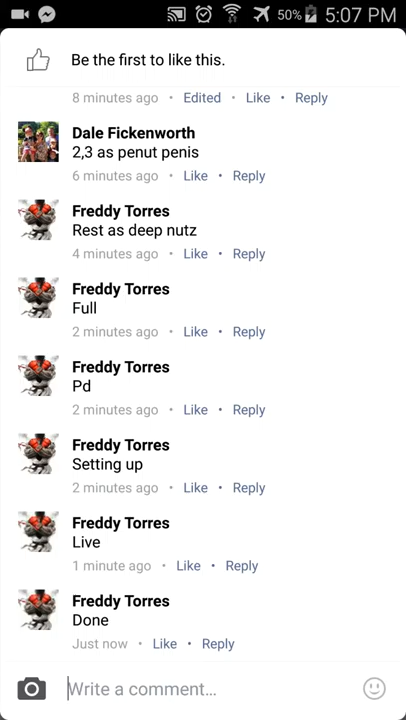 50% 5:07 PM
Be the first to like this.
8 minutes ago • Edited • Like • Reply
Dale Fickenworth
2,3 as penut penis
6 minutes ago • Like • Reply
Freddy Torres
Rest as deep nutz
4 minutes ago • Like • Reply
Freddy Torres
Full
2 minutes ago • Like • Reply
Freddy Torres
Pd
2 minutes ago • Like • Reply
Freddy Torres
Setting up
2 minutes ago • Like • Reply
Freddy Torres
Live
1 minute ago • Like • Reply
Freddy Torres
Done
Just now • Like • Reply
Write a comment...